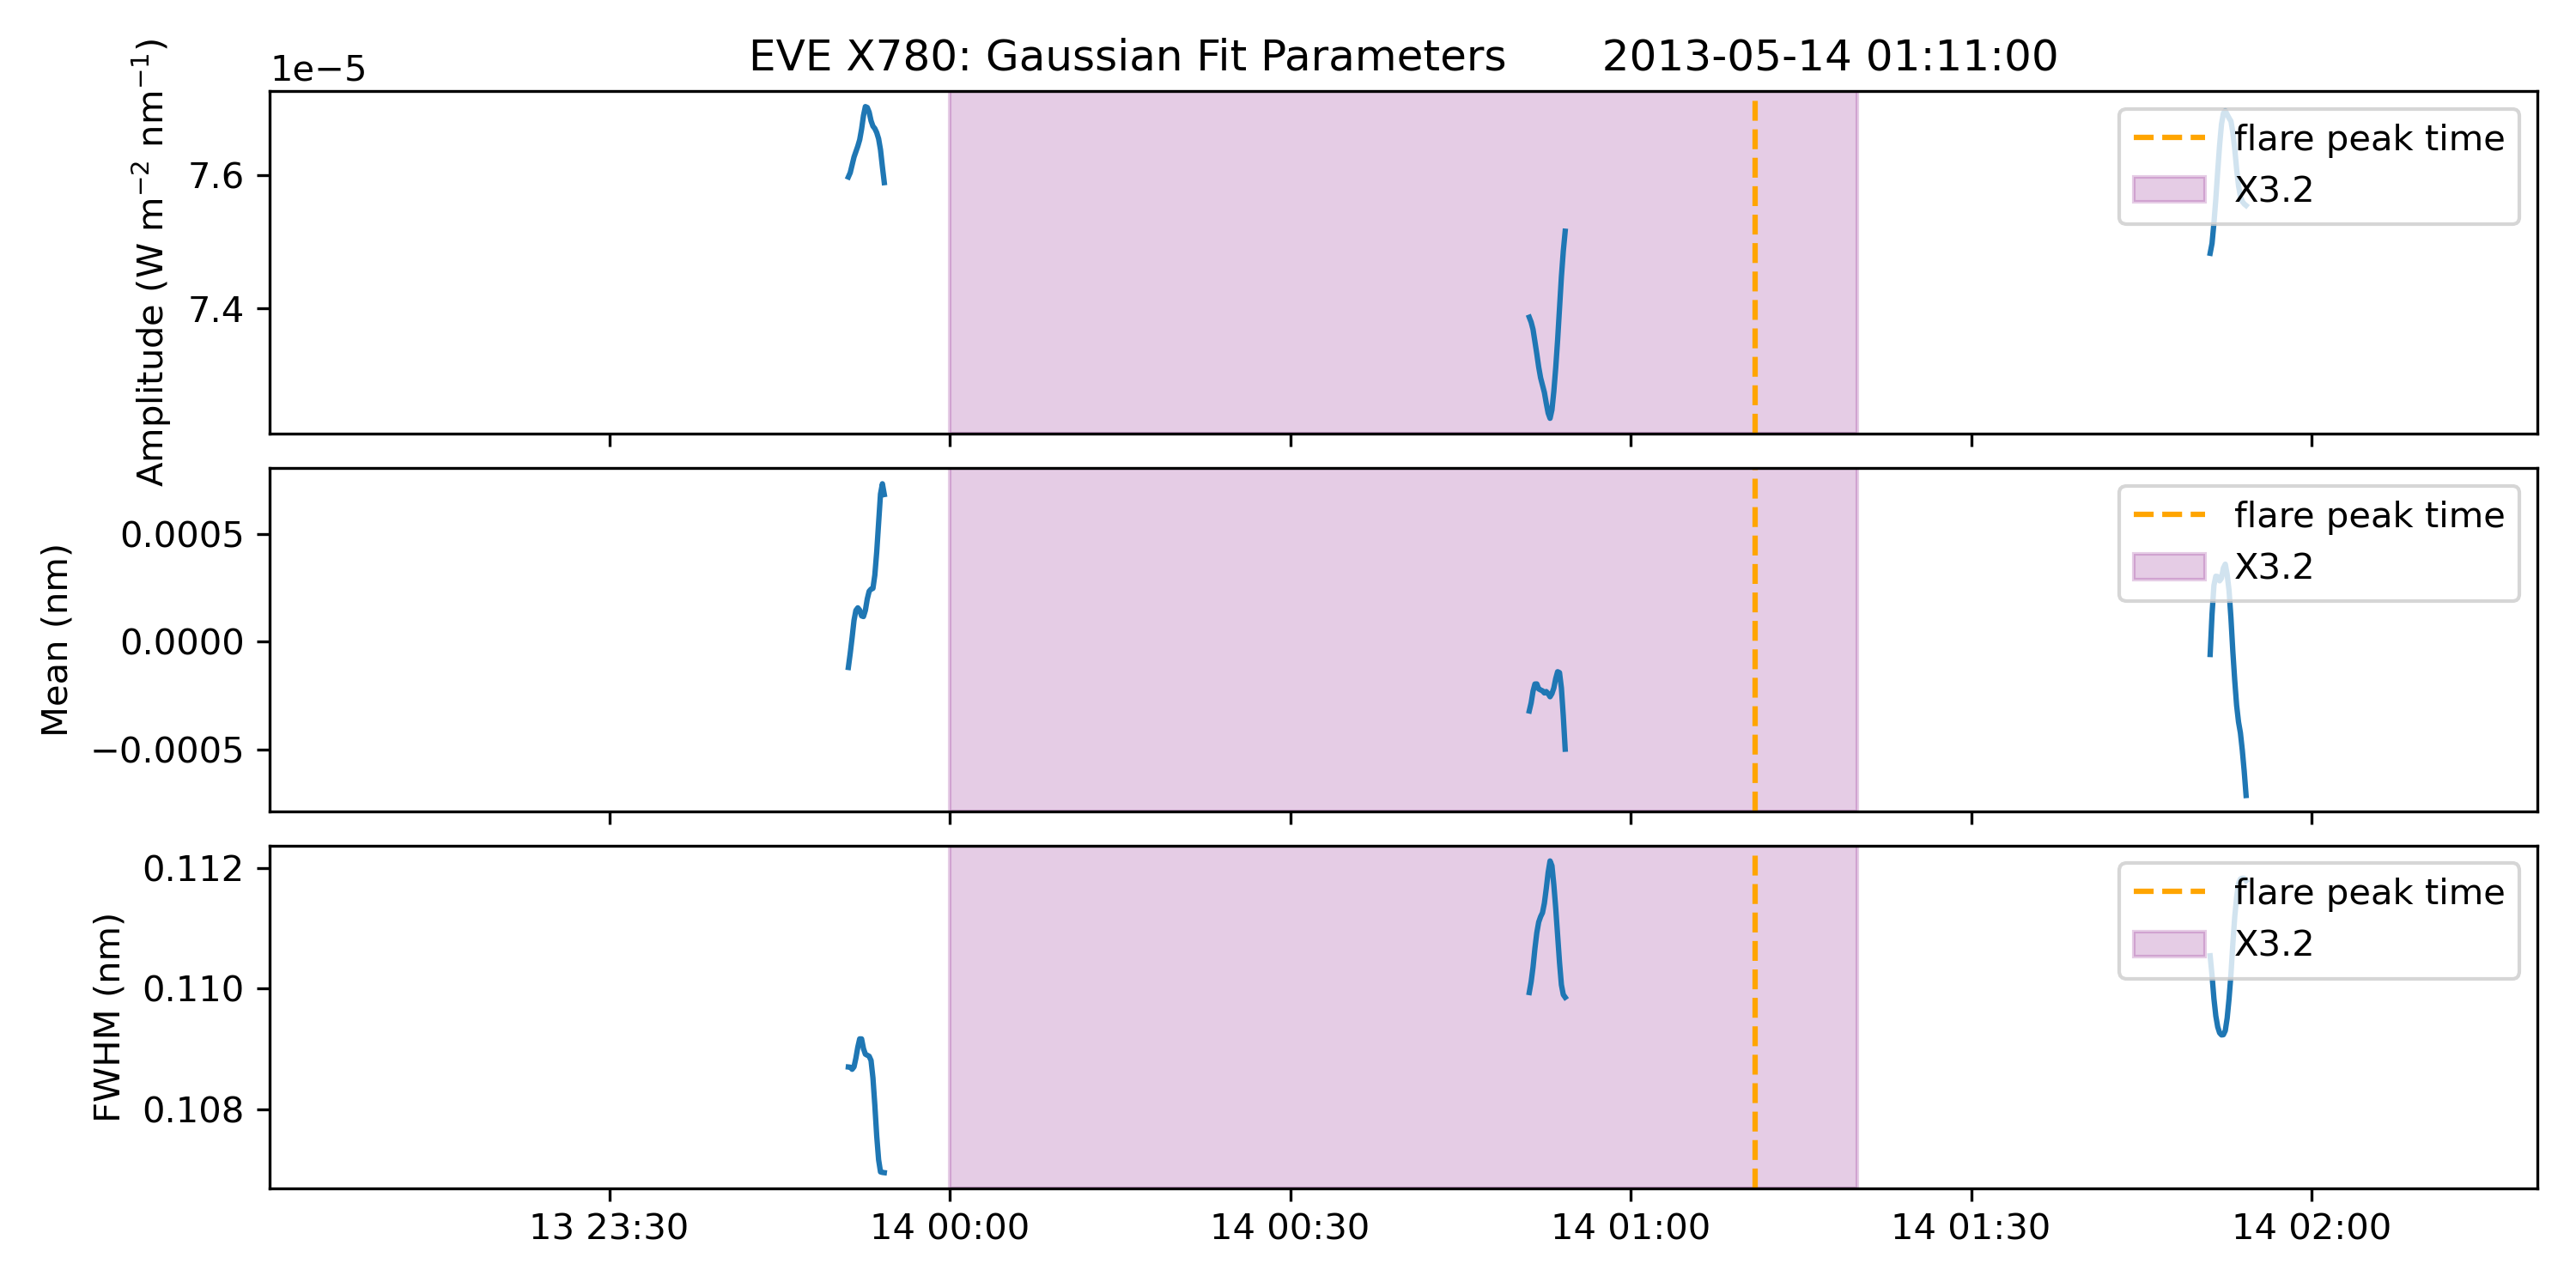 EVE X780: Gaussian Fit Parameters 2013-05-14 01:11:00
1e−5
Amplitude (W m⁻² nm⁻¹)
7.6
7.4
flare peak time
X3.2
Mean (nm)
0.0005
0.0000
−0.0005
flare peak time
X3.2
FWHM (nm)
0.112
0.110
0.108
flare peak time
X3.2
13 23:30 14 00:00 14 00:30 14 01:00 14 01:30 14 02:00